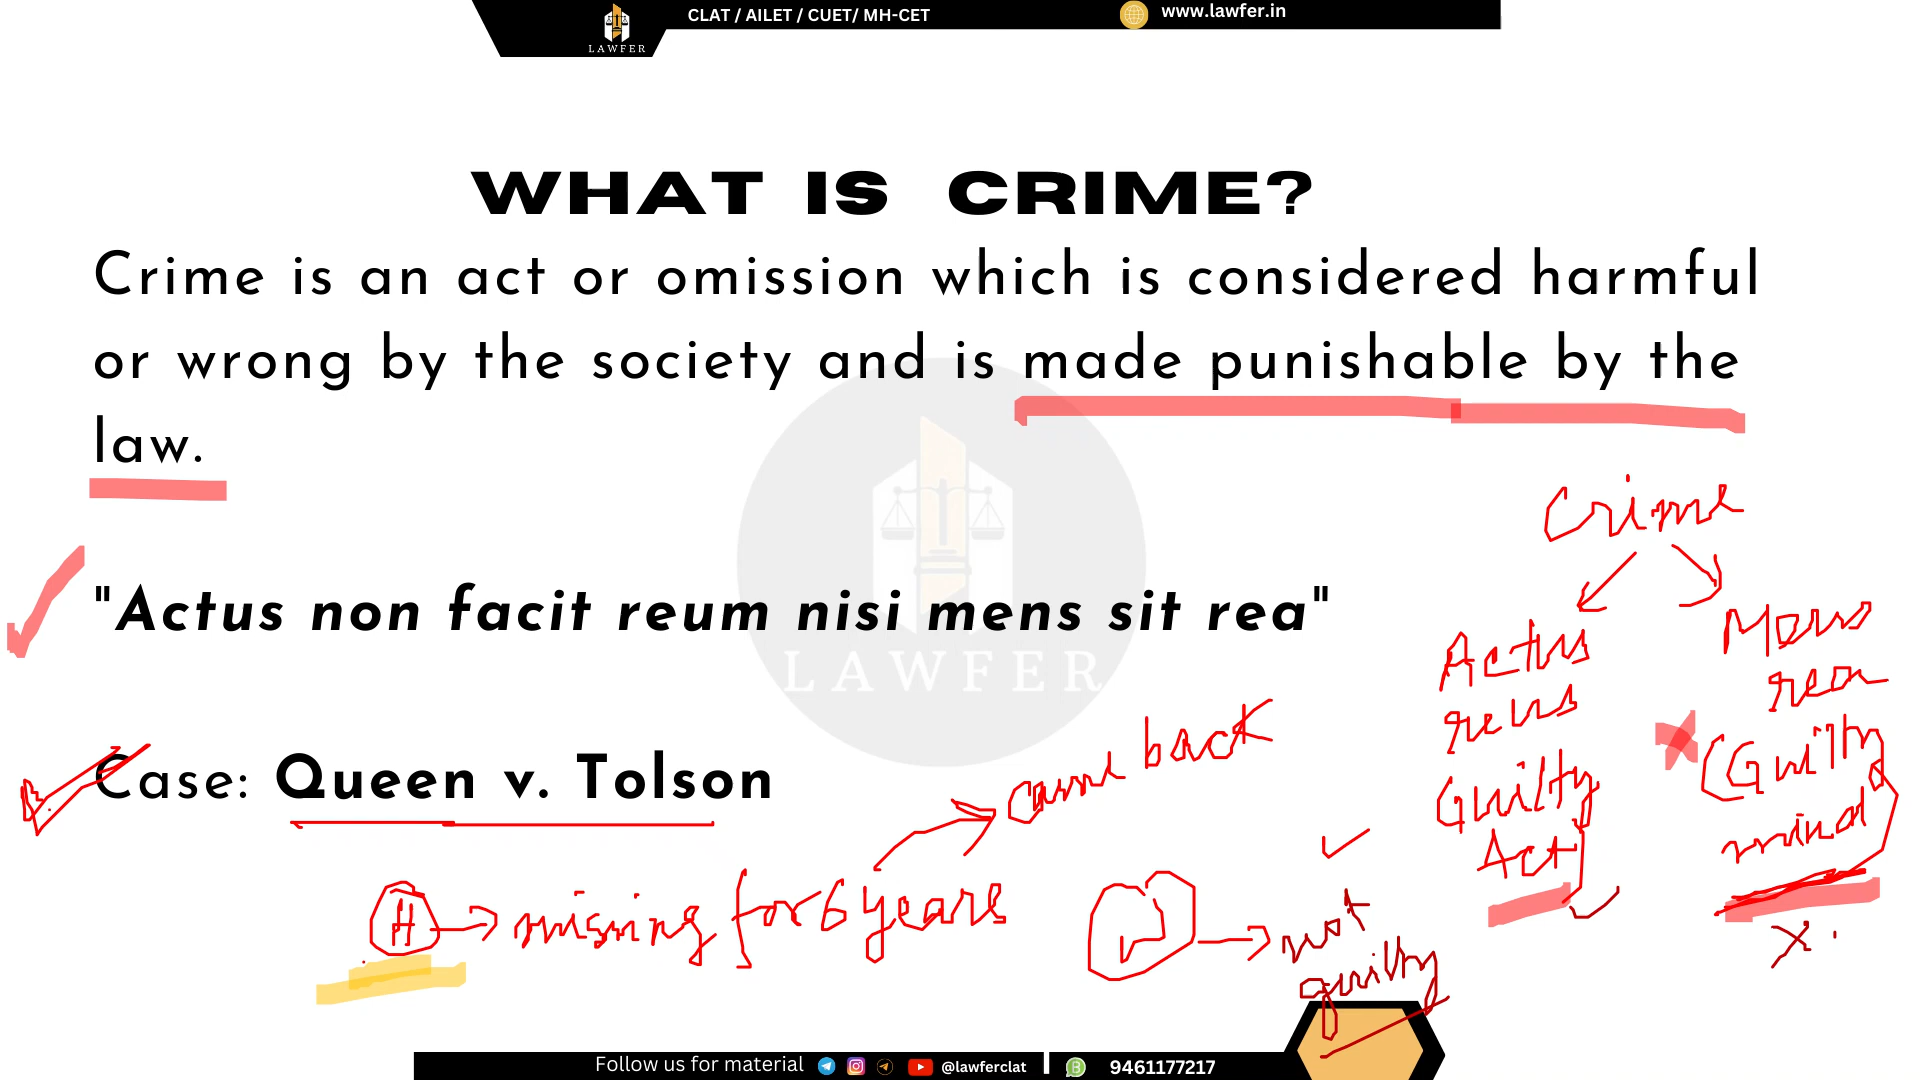 CLAT / AILET / CUET/ MH-CET
www.lawfer.in
LAWFER
WHAT IS CRIME?
Crime is an act or omission which is considered harmful
or wrong by the society and is made punishable by the
law.
"Actus non facit reum nisi mens sit rea"
LAWFER
Case: Queen v. Tolson
Crime
Actus
reus
Guilty
Act
Mens
rea
Guilty
mind
came back
H
missing for 6 years
not
guilty
Follow us for material
@lawferclat
9461177217